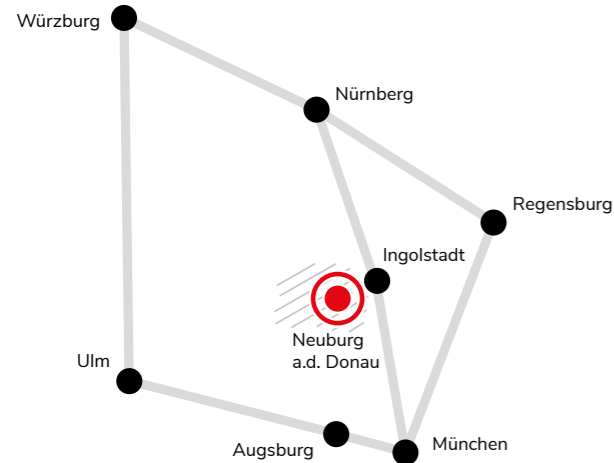 Würzburg
Nürnberg
Regensburg
Ingolstadt
Neuburg
a.d. Donau
Ulm
Augsburg
München